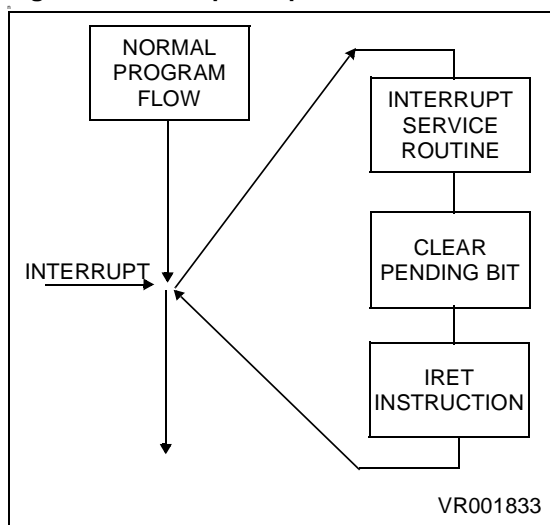 NORMAL
PROGRAM
FLOW
INTERRUPT
INTERRUPT
SERVICE
ROUTINE
CLEAR
PENDING BIT
IRET
INSTRUCTION
VR001833